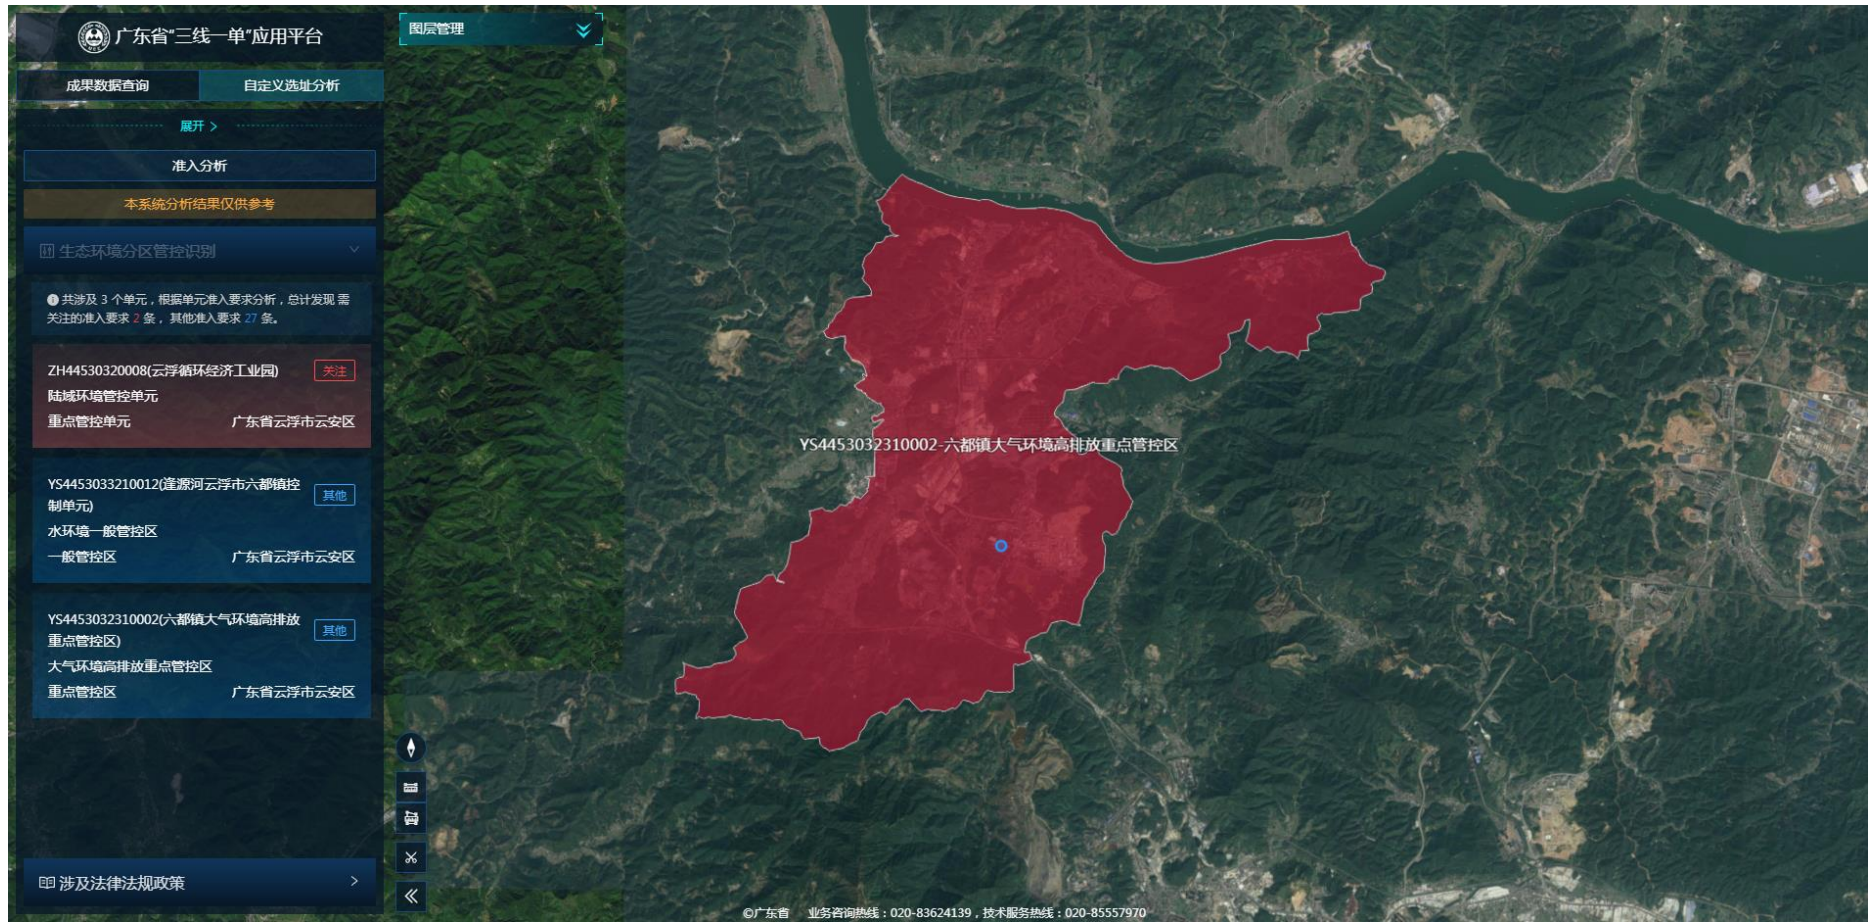 广东省"三线一单"应用平台
成果数据查询
自定义选址分析
展开 >
准入分析
本系统分析结果仅供参考
生态环境分区管控识别
共涉及 3 个单元，根据单元准入要求分析，总计发现 需
关注的准入要求 2 条， 其他准入要求 27 条。
ZH44530320008(云浮循环经济工业园) 关注
陆域环境管控单元
重点管控单元 广东省云浮市云安区
YS4453033210012(逢源河云浮市六都镇控
制单元) 其他
水环境一般管控区
一般管控区 广东省云浮市云安区
YS4453032310002(六都镇大气环境高排放
重点管控区) 其他
大气环境高排放重点管控区
重点管控区 广东省云浮市云安区
涉及法律法规政策
图层管理
YS4453032310002-六都镇大气环境高排放重点管控区
©广东省 业务咨询热线：020-83624139，技术服务热线：020-85557970